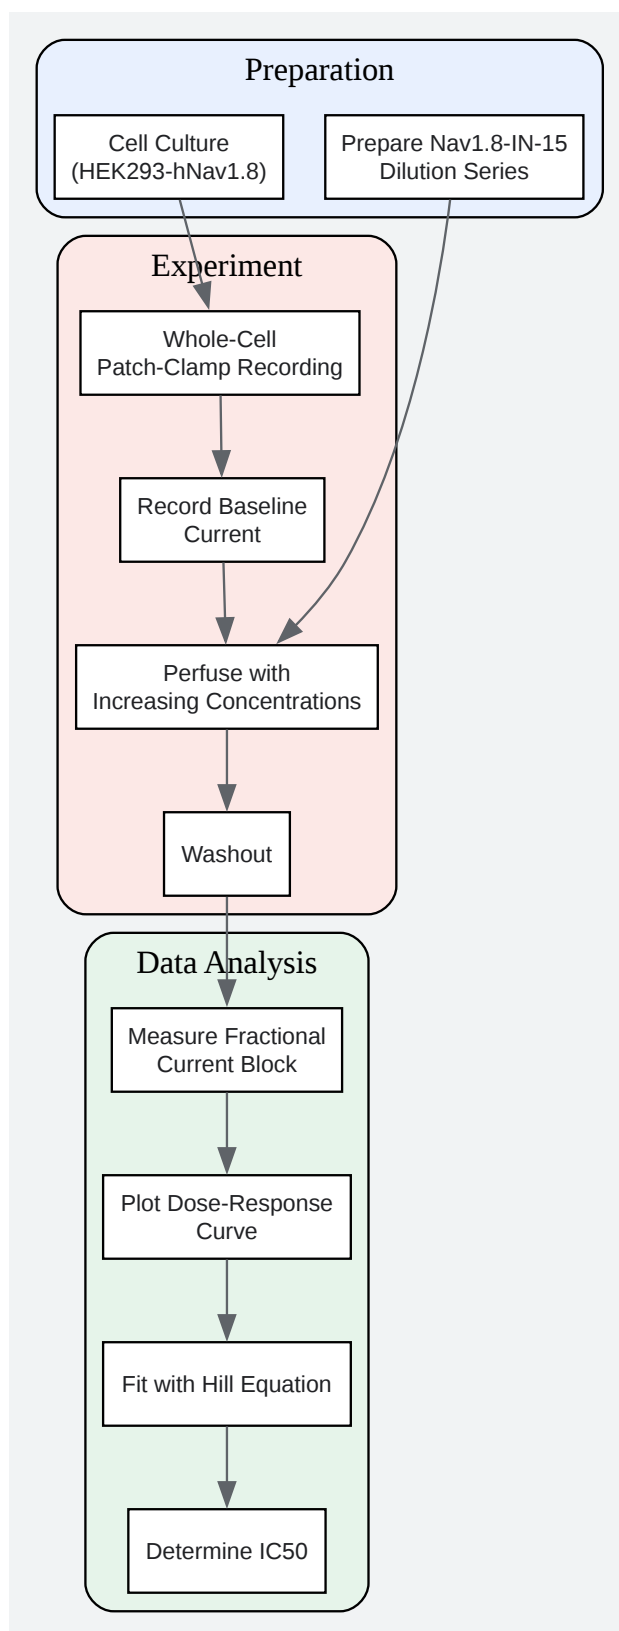 Preparation
Cell Culture
(HEK293-hNav1.8)
Prepare Nav1.8-IN-15
Dilution Series
Experiment
Whole-Cell
Patch-Clamp Recording
Record Baseline
Current
Perfuse with
Increasing Concentrations
Washout
Data Analysis
Measure Fractional
Current Block
Plot Dose-Response
Curve
Fit with Hill Equation
Determine IC50